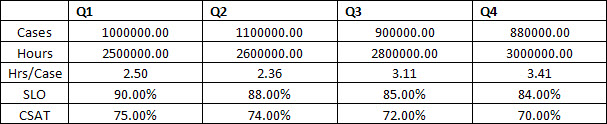 Q1 Q2 Q3 Q4
Cases 1000000.00 1100000.00 900000.00 880000.00
Hours 2500000.00 2600000.00 2800000.00 3000000.00
Hrs/Case 2.50 2.36 3.11 3.41
SLO 90.00% 88.00% 85.00% 84.00%
CSAT 75.00% 74.00% 72.00% 70.00%